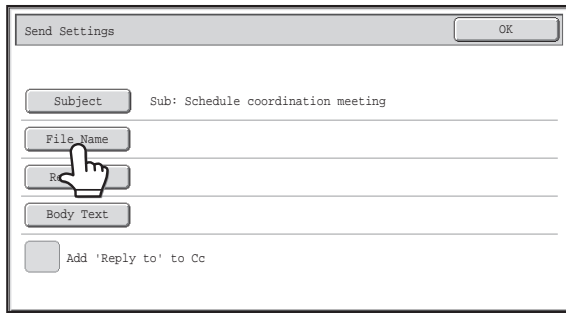 Send Settings
OK
Subject
Sub: Schedule coordination meeting
File Name
Body Text
Add 'Reply to' to Cc